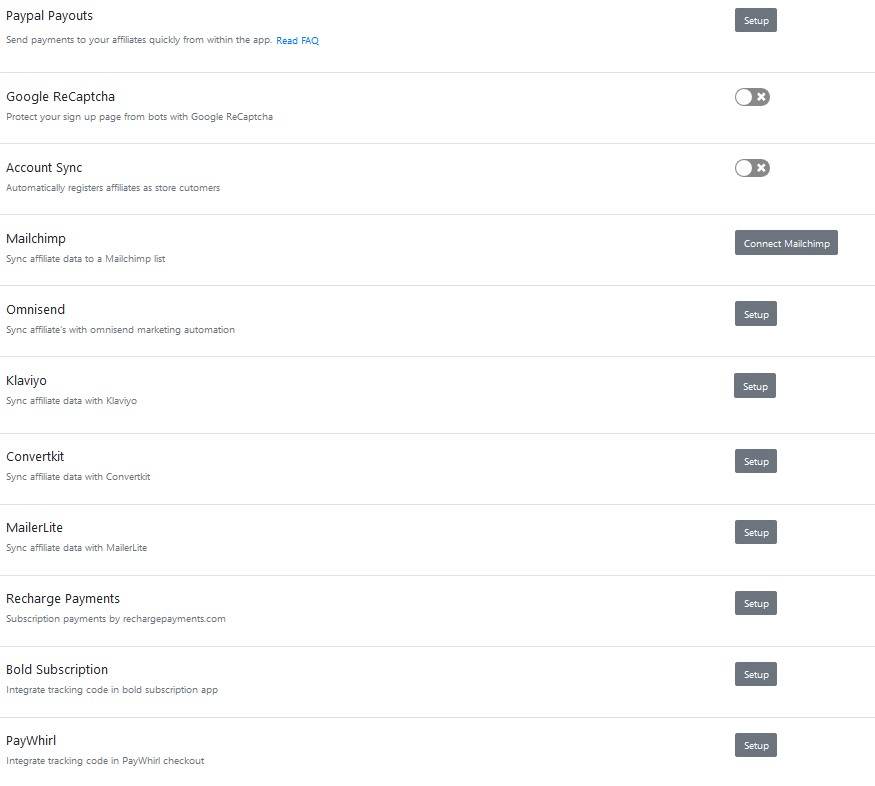 Paypal Payouts
Setup
Send payments to your affiliates quickly from within the app. Read FAQ
Google ReCaptcha
Protect your sign up page from bots with Google ReCaptcha
Account Sync
Automatically registers affiliates as store cutomers
Mailchimp
Connect Mailchimp
Sync affiliate data to a Mailchimp list
Omnisend
Setup
Sync affiliate's with omnisend marketing automation
Klaviyo
Setup
Sync affiliate data with Klaviyo
Convertkit
Setup
Sync affiliate data with Convertkit
MailerLite
Setup
Sync affiliate data with MailerLite
Recharge Payments
Setup
Subscription payments by rechargepayments.com
Bold Subscription
Setup
Integrate tracking code in bold subscription app
PayWhirl
Setup
Integrate tracking code in PayWhirl checkout